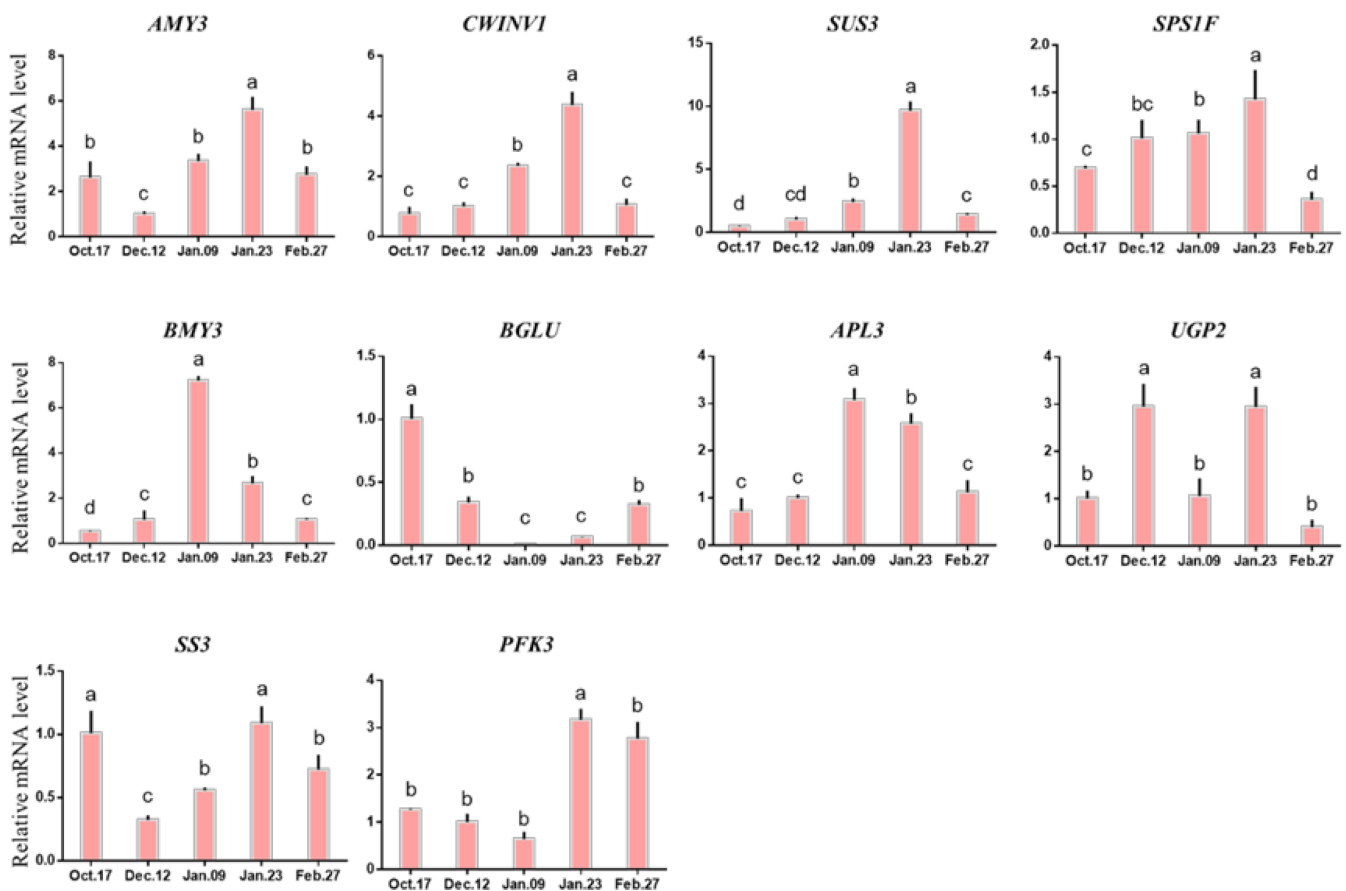 AMY3
CWINV1
SUS3
SPS1F
Relative mRNA level
8
6
4
2
0
b
c
b
a
b
Oct.17 Dec.12 Jan.09 Jan.23 Feb.27
6
4
2
0
c
c
b
a
c
Oct.17 Dec.12 Jan.09 Jan.23 Feb.27
15
10
5
0
d
cd
b
a
c
Oct.17 Dec.12 Jan.09 Jan.23 Feb.27
2.0
1.5
1.0
0.5
0.0
c
bc
b
a
d
Oct.17 Dec.12 Jan.09 Jan.23 Feb.27
BMY3
BGLU
APL3
UGP2
Relative mRNA level
8
6
4
2
0
d
c
a
b
c
Oct.17 Dec.12 Jan.09 Jan.23 Feb.27
1.5
1.0
0.5
0.0
a
b
c
c
b
Oct.17 Dec.12 Jan.09 Jan.23 Feb.27
4
3
2
1
0
c
c
a
b
c
Oct.17 Dec.12 Jan.09 Jan.23 Feb.27
4
3
2
1
0
b
a
b
a
b
Oct.17 Dec.12 Jan.09 Jan.23 Feb.27
SS3
PFK3
Relative mRNA level
1.5
1.0
0.5
0.0
a
c
b
a
b
Oct.17 Dec.12 Jan.09 Jan.23 Feb.27
4
3
2
1
0
b
b
b
a
b
Oct.17 Dec.12 Jan.09 Jan.23 Feb.27